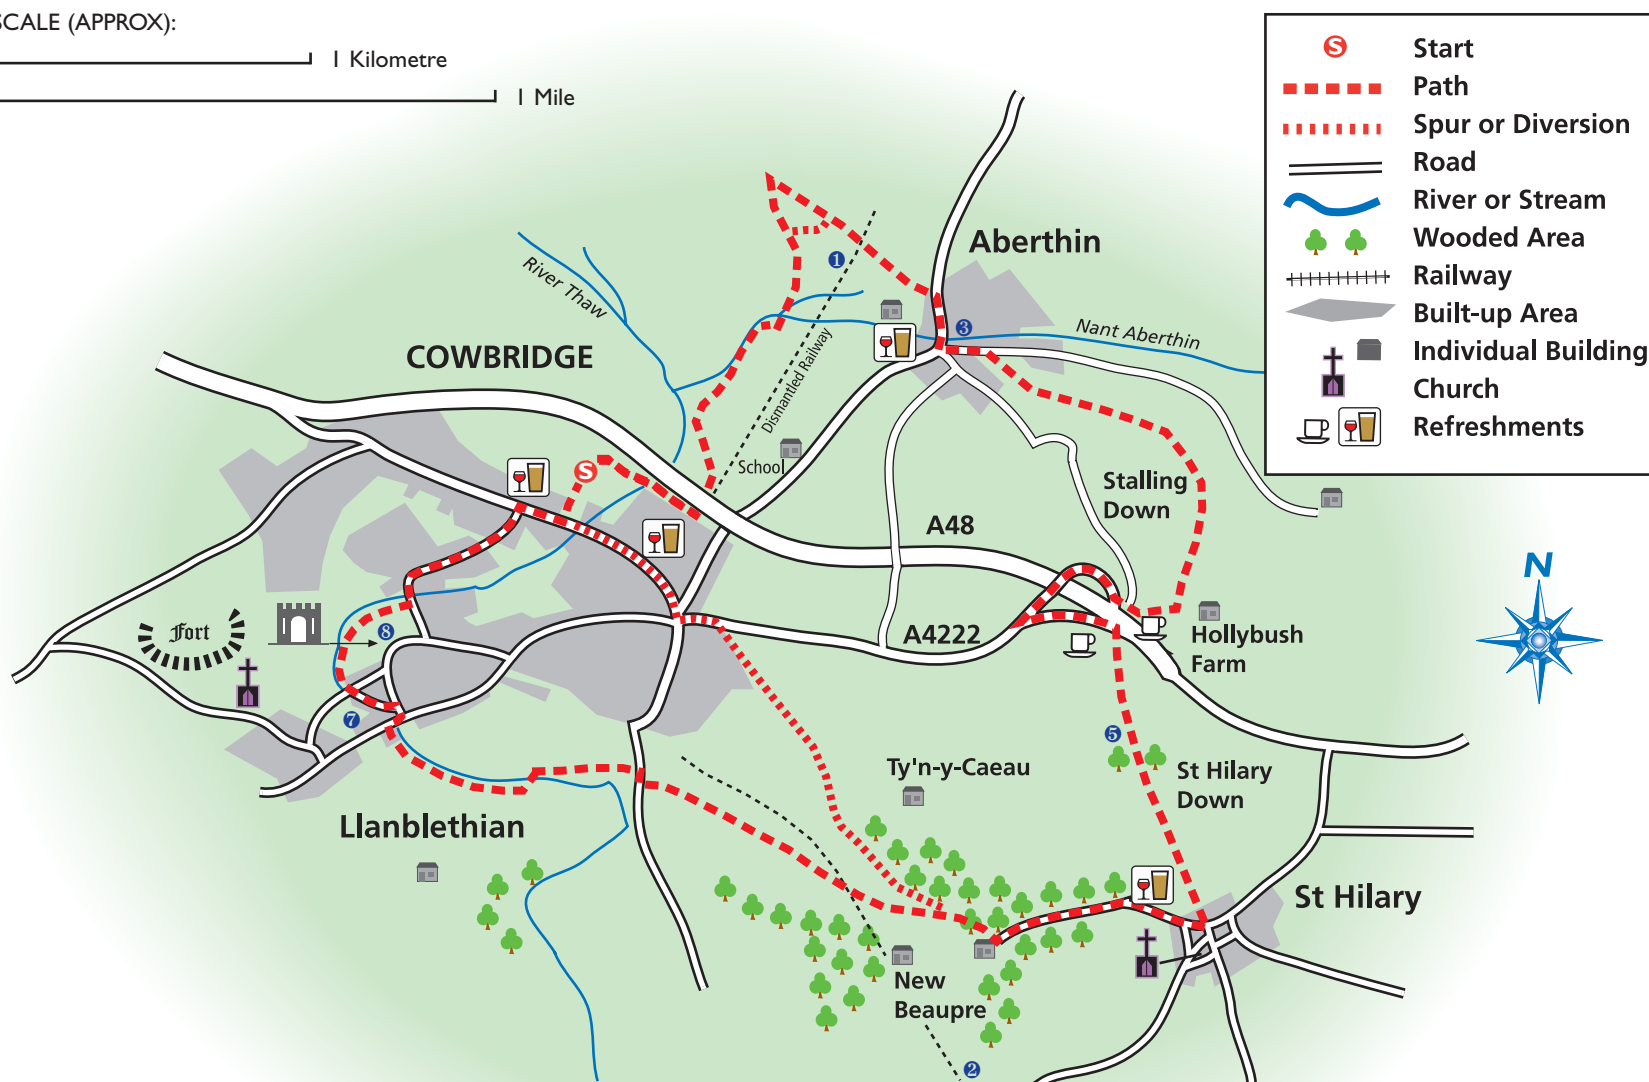 SCALE (APPROX):
1 Kilometre
1 Mile
S Start
Path
Spur or Diversion
Road
River or Stream
Wooded Area
Railway
Built-up Area
Individual Building
Church
Refreshments
Aberthin
1
River Thaw
3
Nant Aberthin
COWBRIDGE
Dismantled Railway
School
S
Stalling
Down
A48
N
Fort
8
A4222
Hollybush
Farm
7
5
Ty'n-y-Caeau
St Hilary
Down
Llanblethian
St Hilary
New
Beaupre
2